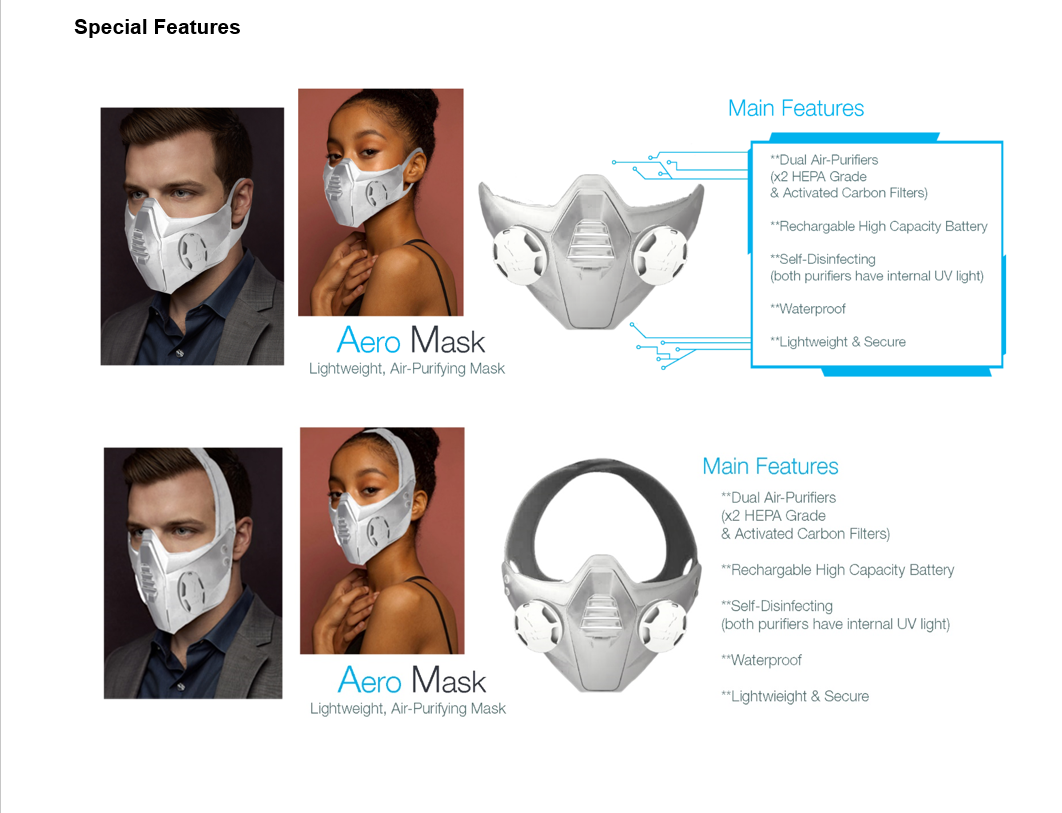 Special Features
Main Features
**Dual Air-Purifiers
(x2 HEPA Grade
& Activated Carbon Filters)
**Rechargable High Capacity Battery
**Self-Disinfecting
(both purifiers have internal UV light)
**Waterproof
**Lightweight & Secure
Aero Mask
Lightweight, Air-Purifying Mask
Main Features
**Dual Air-Purifiers
(x2 HEPA Grade
& Activated Carbon Filters)
**Rechargable High Capacity Battery
**Self-Disinfecting
(both purifiers have internal UV light)
**Waterproof
**Lightwieight & Secure
Aero Mask
Lightweight, Air-Purifying Mask